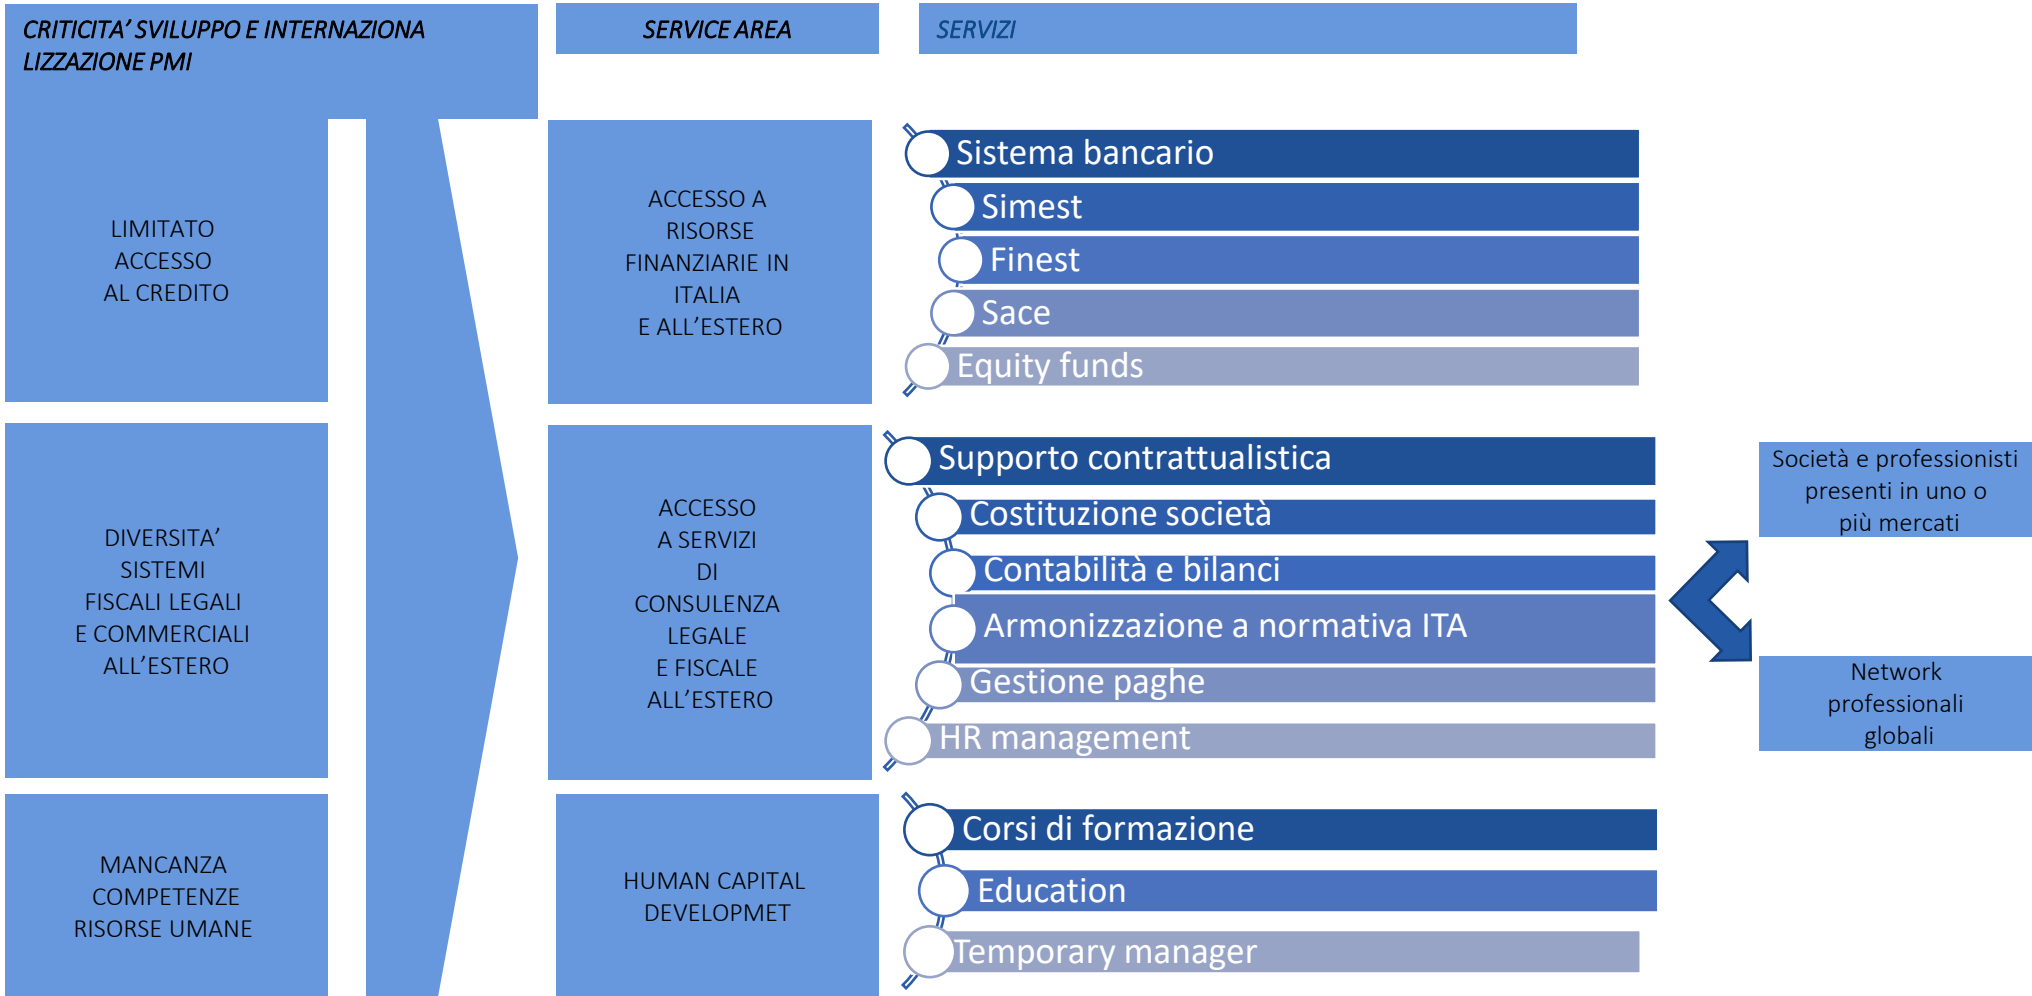 CRITICITA’ SVILUPPO E INTERNAZIONA
LIZZAZIONE PMI
SERVICE AREA
SERVIZI
LIMITATO
ACCESSO
AL CREDITO
ACCESSO A
RISORSE
FINANZIARIE IN
ITALIA
E ALL’ESTERO
Sistema bancario
Simest
Finest
Sace
Equity funds
DIVERSITA’
SISTEMI
FISCALI LEGALI
E COMMERCIALI
ALL’ESTERO
ACCESSO
A SERVIZI
DI
CONSULENZA
LEGALE
E FISCALE
ALL’ESTERO
Supporto contrattualistica
Costituzione società
Contabilità e bilanci
Armonizzazione a normativa ITA
Gestione paghe
HR management
Società e professionisti
presenti in uno o
più mercati
Network
professionali
globali
MANCANZA
COMPETENZE
RISORSE UMANE
HUMAN CAPITAL
DEVELOPMET
Corsi di formazione
Education
Temporary manager